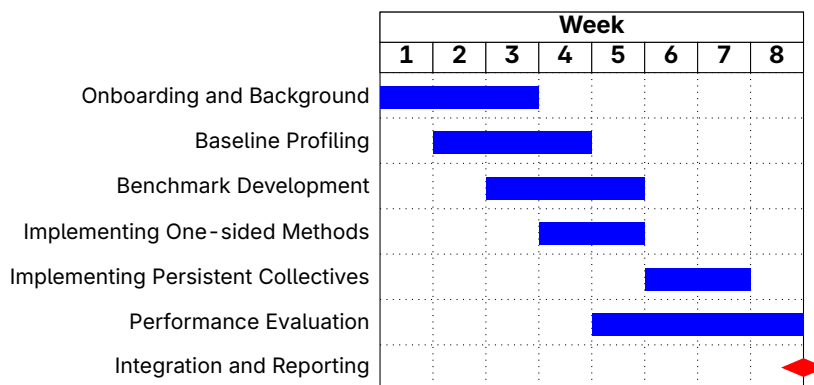 Week
1 2 3 4 5 6 7 8
Onboarding and Background
Baseline Profiling
Benchmark Development
Implementing One-sided Methods
Implementing Persistent Collectives
Performance Evaluation
Integration and Reporting